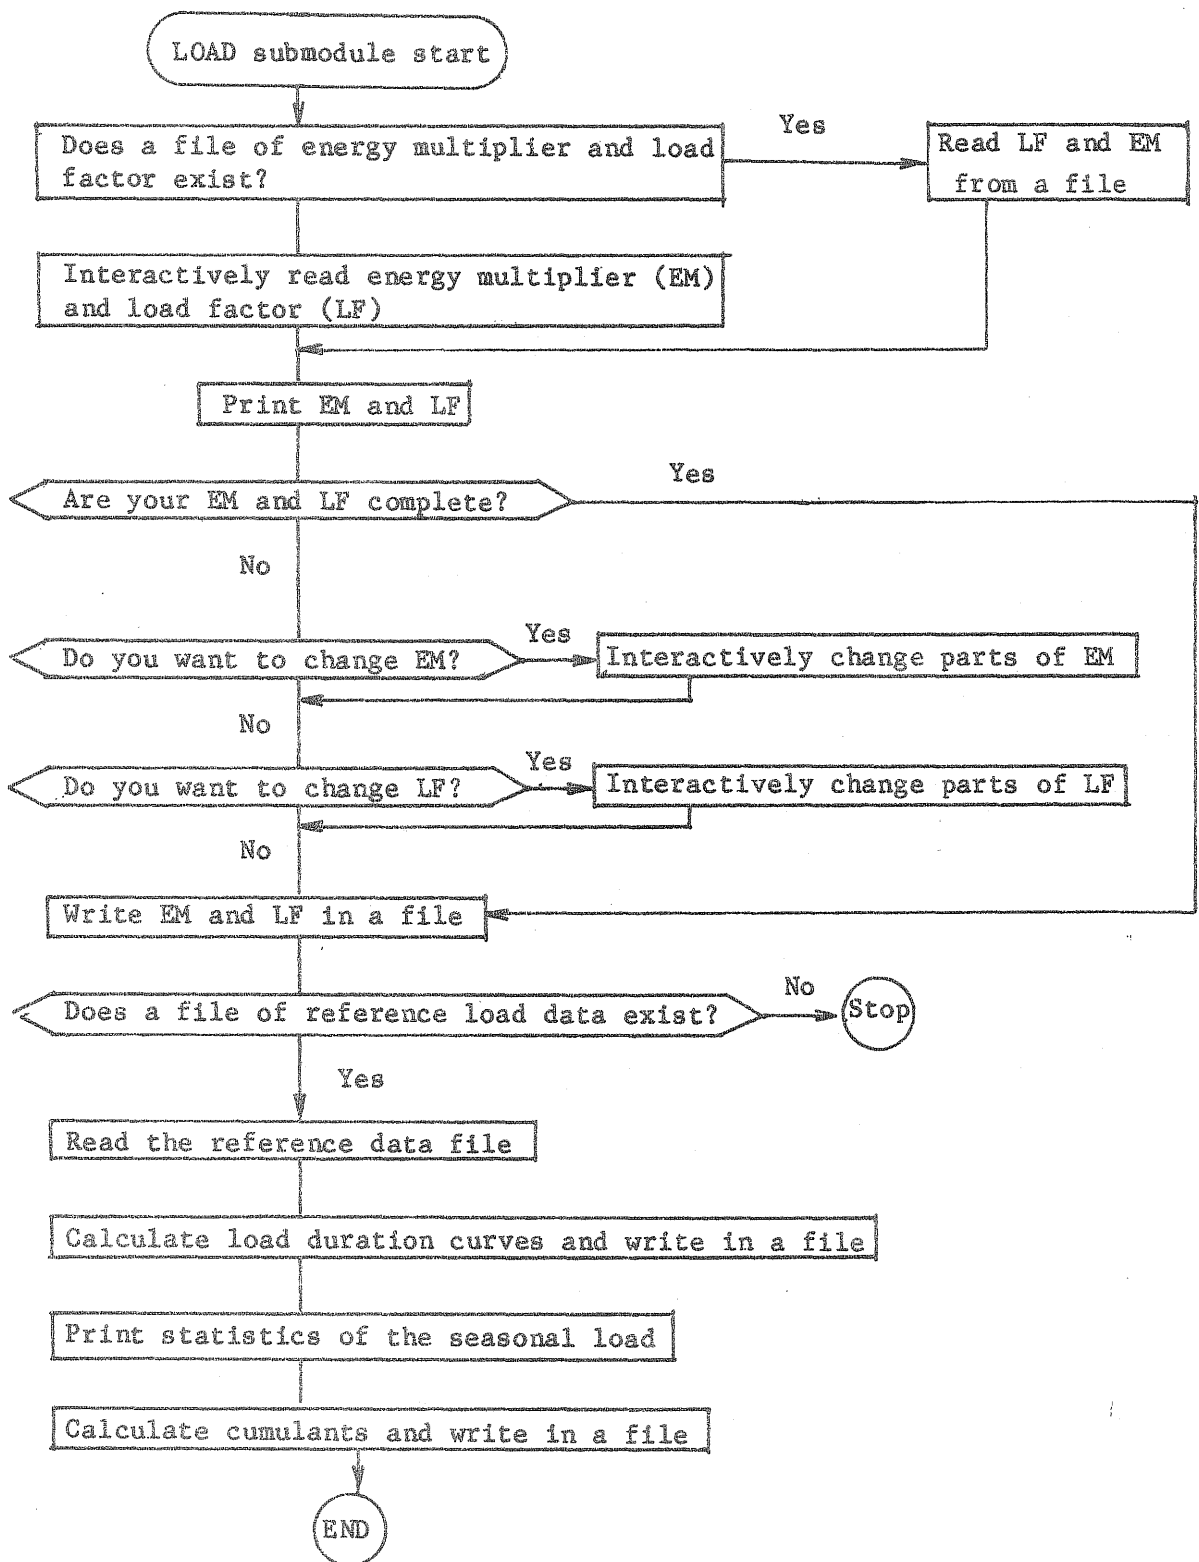 LOAD submodule start
Does a file of energy multiplier and load
factor exist?
Yes
Read LF and EM
from a file
Interactively read energy multiplier (EM)
and load factor (LF)
Print EM and LF
Are your EM and LF complete?
Yes
No
Do you want to change EM?
Yes
Interactively change parts of EM
No
Do you want to change LF?
Yes
Interactively change parts of LF
No
Write EM and LF in a file
Does a file of reference load data exist?
No
Stop
Yes
Read the reference data file
Calculate load duration curves and write in a file
Print statistics of the seasonal load
Calculate cumulants and write in a file
END